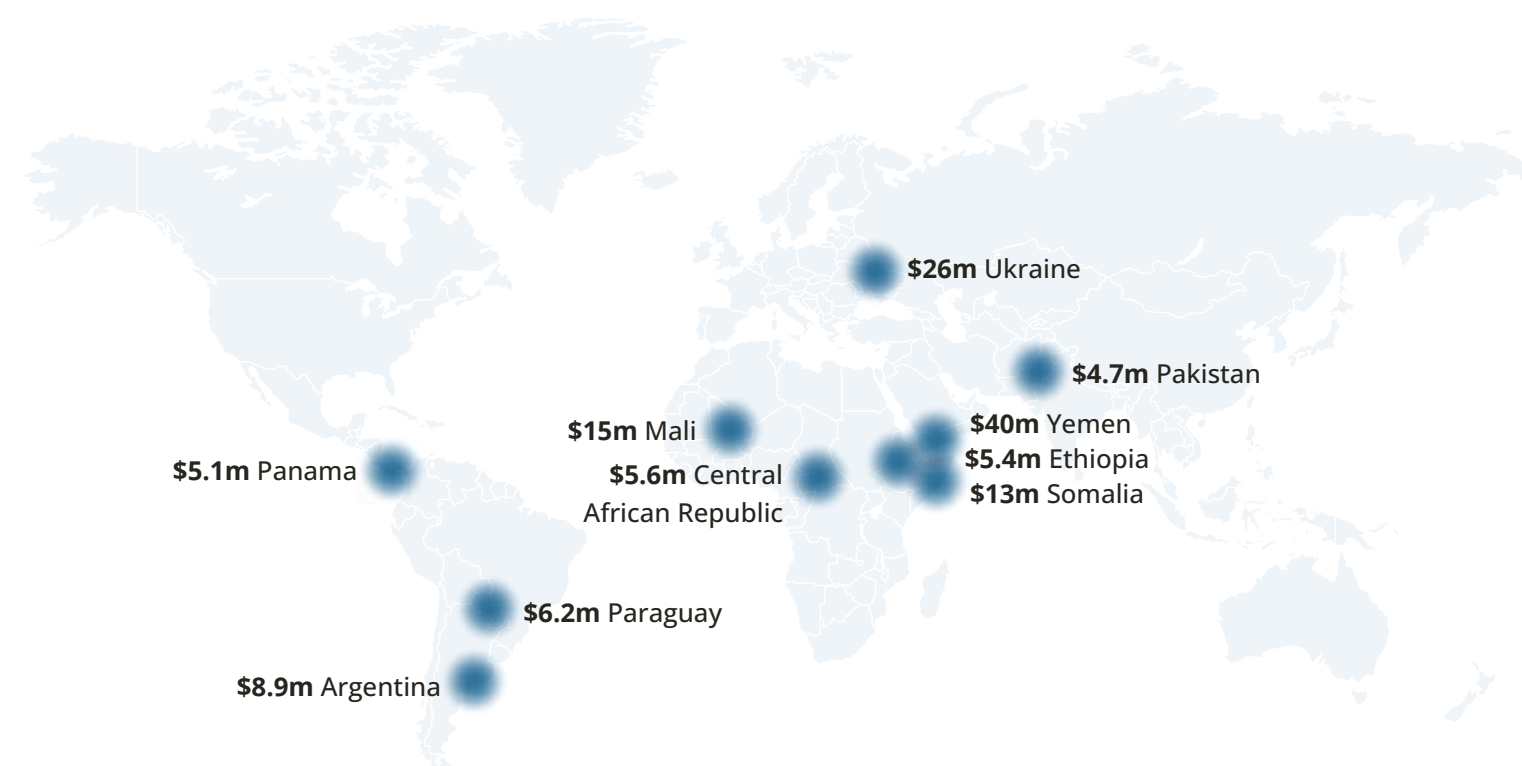 $26m Ukraine
$4.7m Pakistan
$40m Yemen
$15m Mali
$5.4m Ethiopia
$5.1m Panama
$5.6m Central
African Republic
$13m Somalia
$6.2m Paraguay
$8.9m Argentina